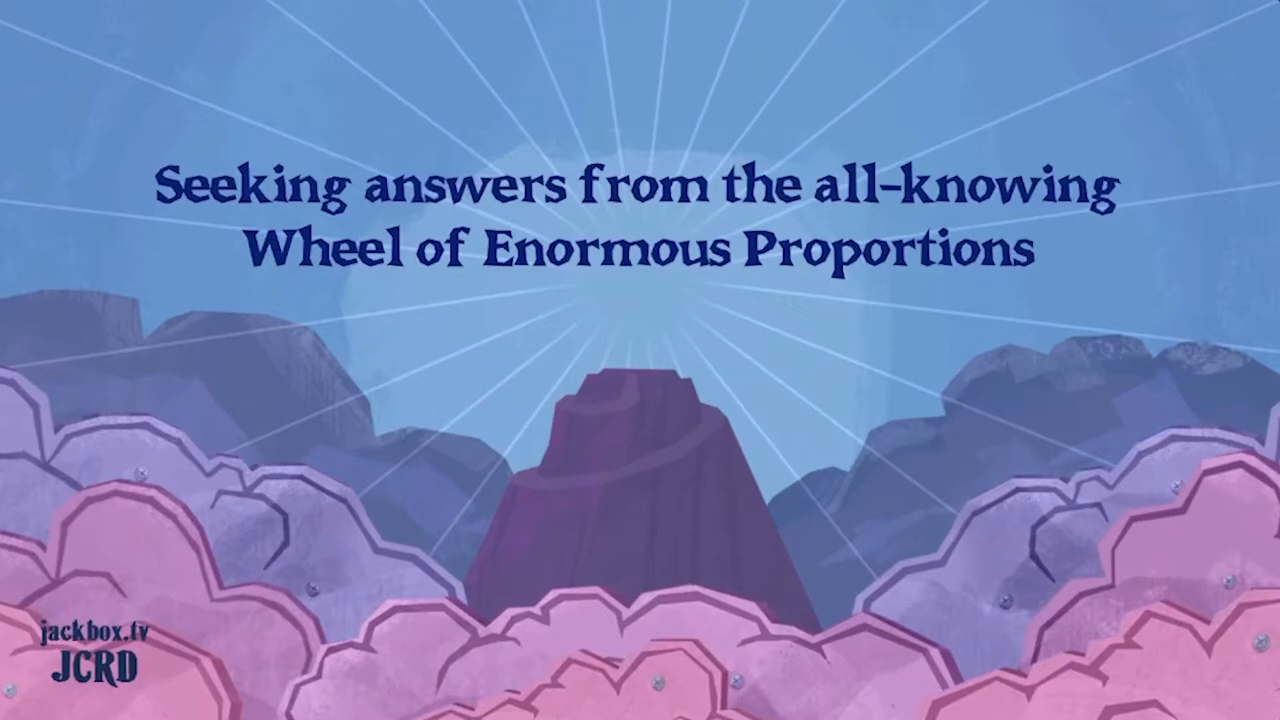 Seeking answers from the all-knowing
Wheel of Enormous Proportions
jackbox.tv
JCRD